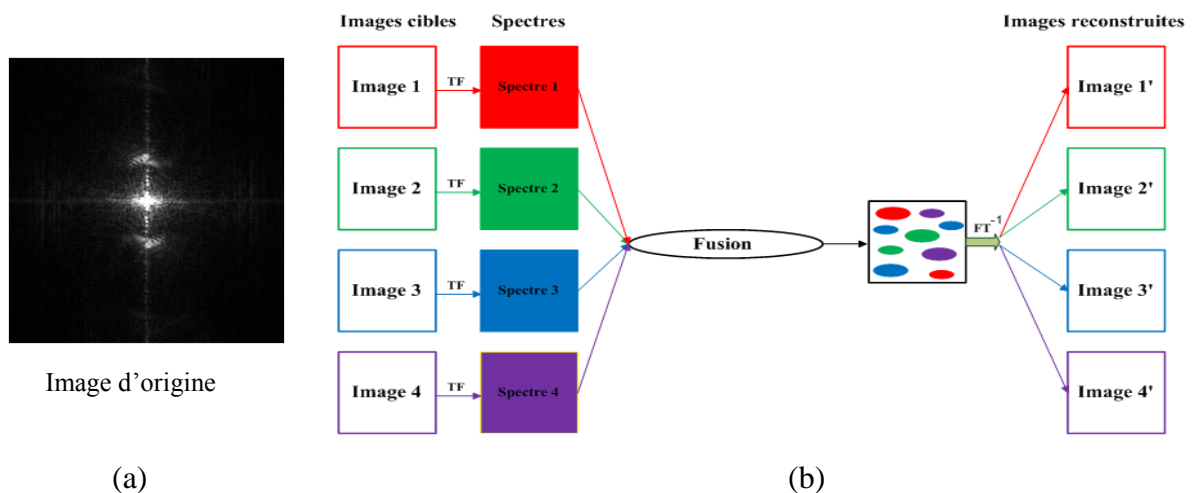 Images cibles
Spectres
Images reconstruites
Image 1
TF
Spectre 1
Image 1'
Image 2
TF
Spectre 2
Image 2'
Fusion
FT-1
Image 3
TF
Spectre 3
Image 3'
Image d'origine
Image 4
TF
Spectre 4
Image 4'
(a)
(b)